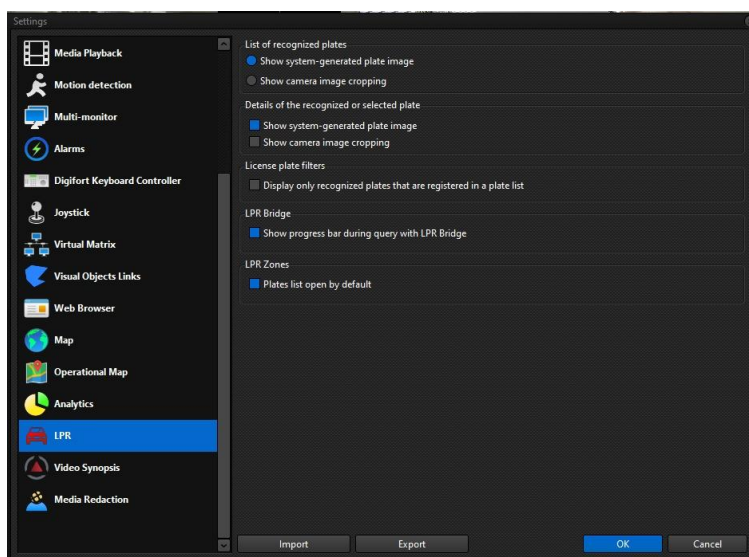 Settings
Media Playback
Motion detection
Multi-monitor
Alarms
Digifort Keyboard Controller
Joystick
Virtual Matrix
Visual Objects Links
Web Browser
Map
Operational Map
Analytics
LPR
Video Synopsis
Media Redaction
List of recognized plates
Show system-generated plate image
Show camera image cropping
Details of the recognized or selected plate
Show system-generated plate image
Show camera image cropping
License plate filters
Display only recognized plates that are registered in a plate list
LPR Bridge
Show progress bar during query with LPR Bridge
LPR Zones
Plates list open by default
Import
Export
OK
Cancel